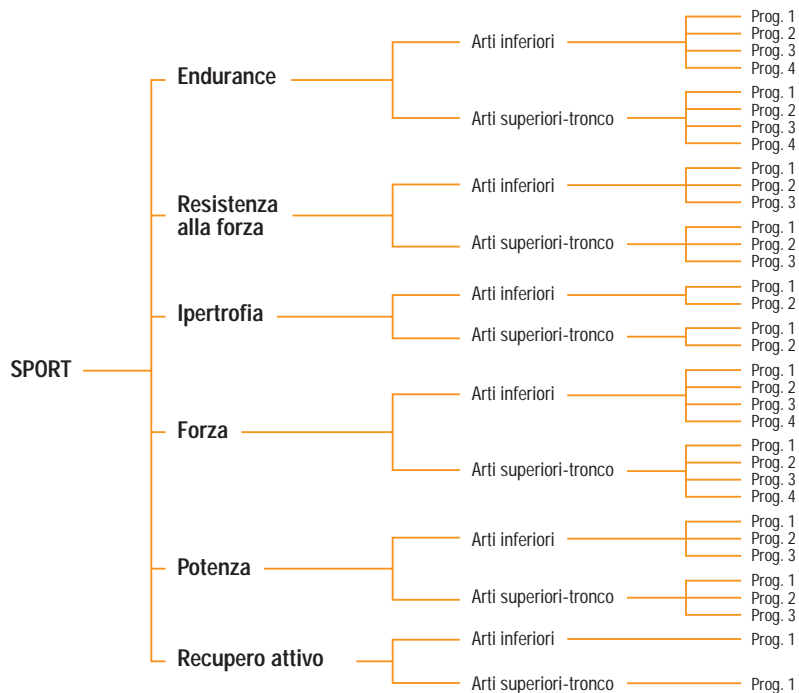 SPORT
Endurance
Arti inferiori
Prog. 1
Prog. 2
Prog. 3
Prog. 4
Arti superiori-tronco
Prog. 1
Prog. 2
Prog. 3
Prog. 4
Resistenza
alla forza
Arti inferiori
Prog. 1
Prog. 2
Prog. 3
Arti superiori-tronco
Prog. 1
Prog. 2
Prog. 3
Ipertrofia
Arti inferiori
Prog. 1
Prog. 2
Arti superiori-tronco
Prog. 1
Prog. 2
Forza
Arti inferiori
Prog. 1
Prog. 2
Prog. 3
Prog. 4
Arti superiori-tronco
Prog. 1
Prog. 2
Prog. 3
Prog. 4
Potenza
Arti inferiori
Prog. 1
Prog. 2
Prog. 3
Arti superiori-tronco
Prog. 1
Prog. 2
Prog. 3
Recupero attivo
Arti inferiori
Prog. 1
Arti superiori-tronco
Prog. 1